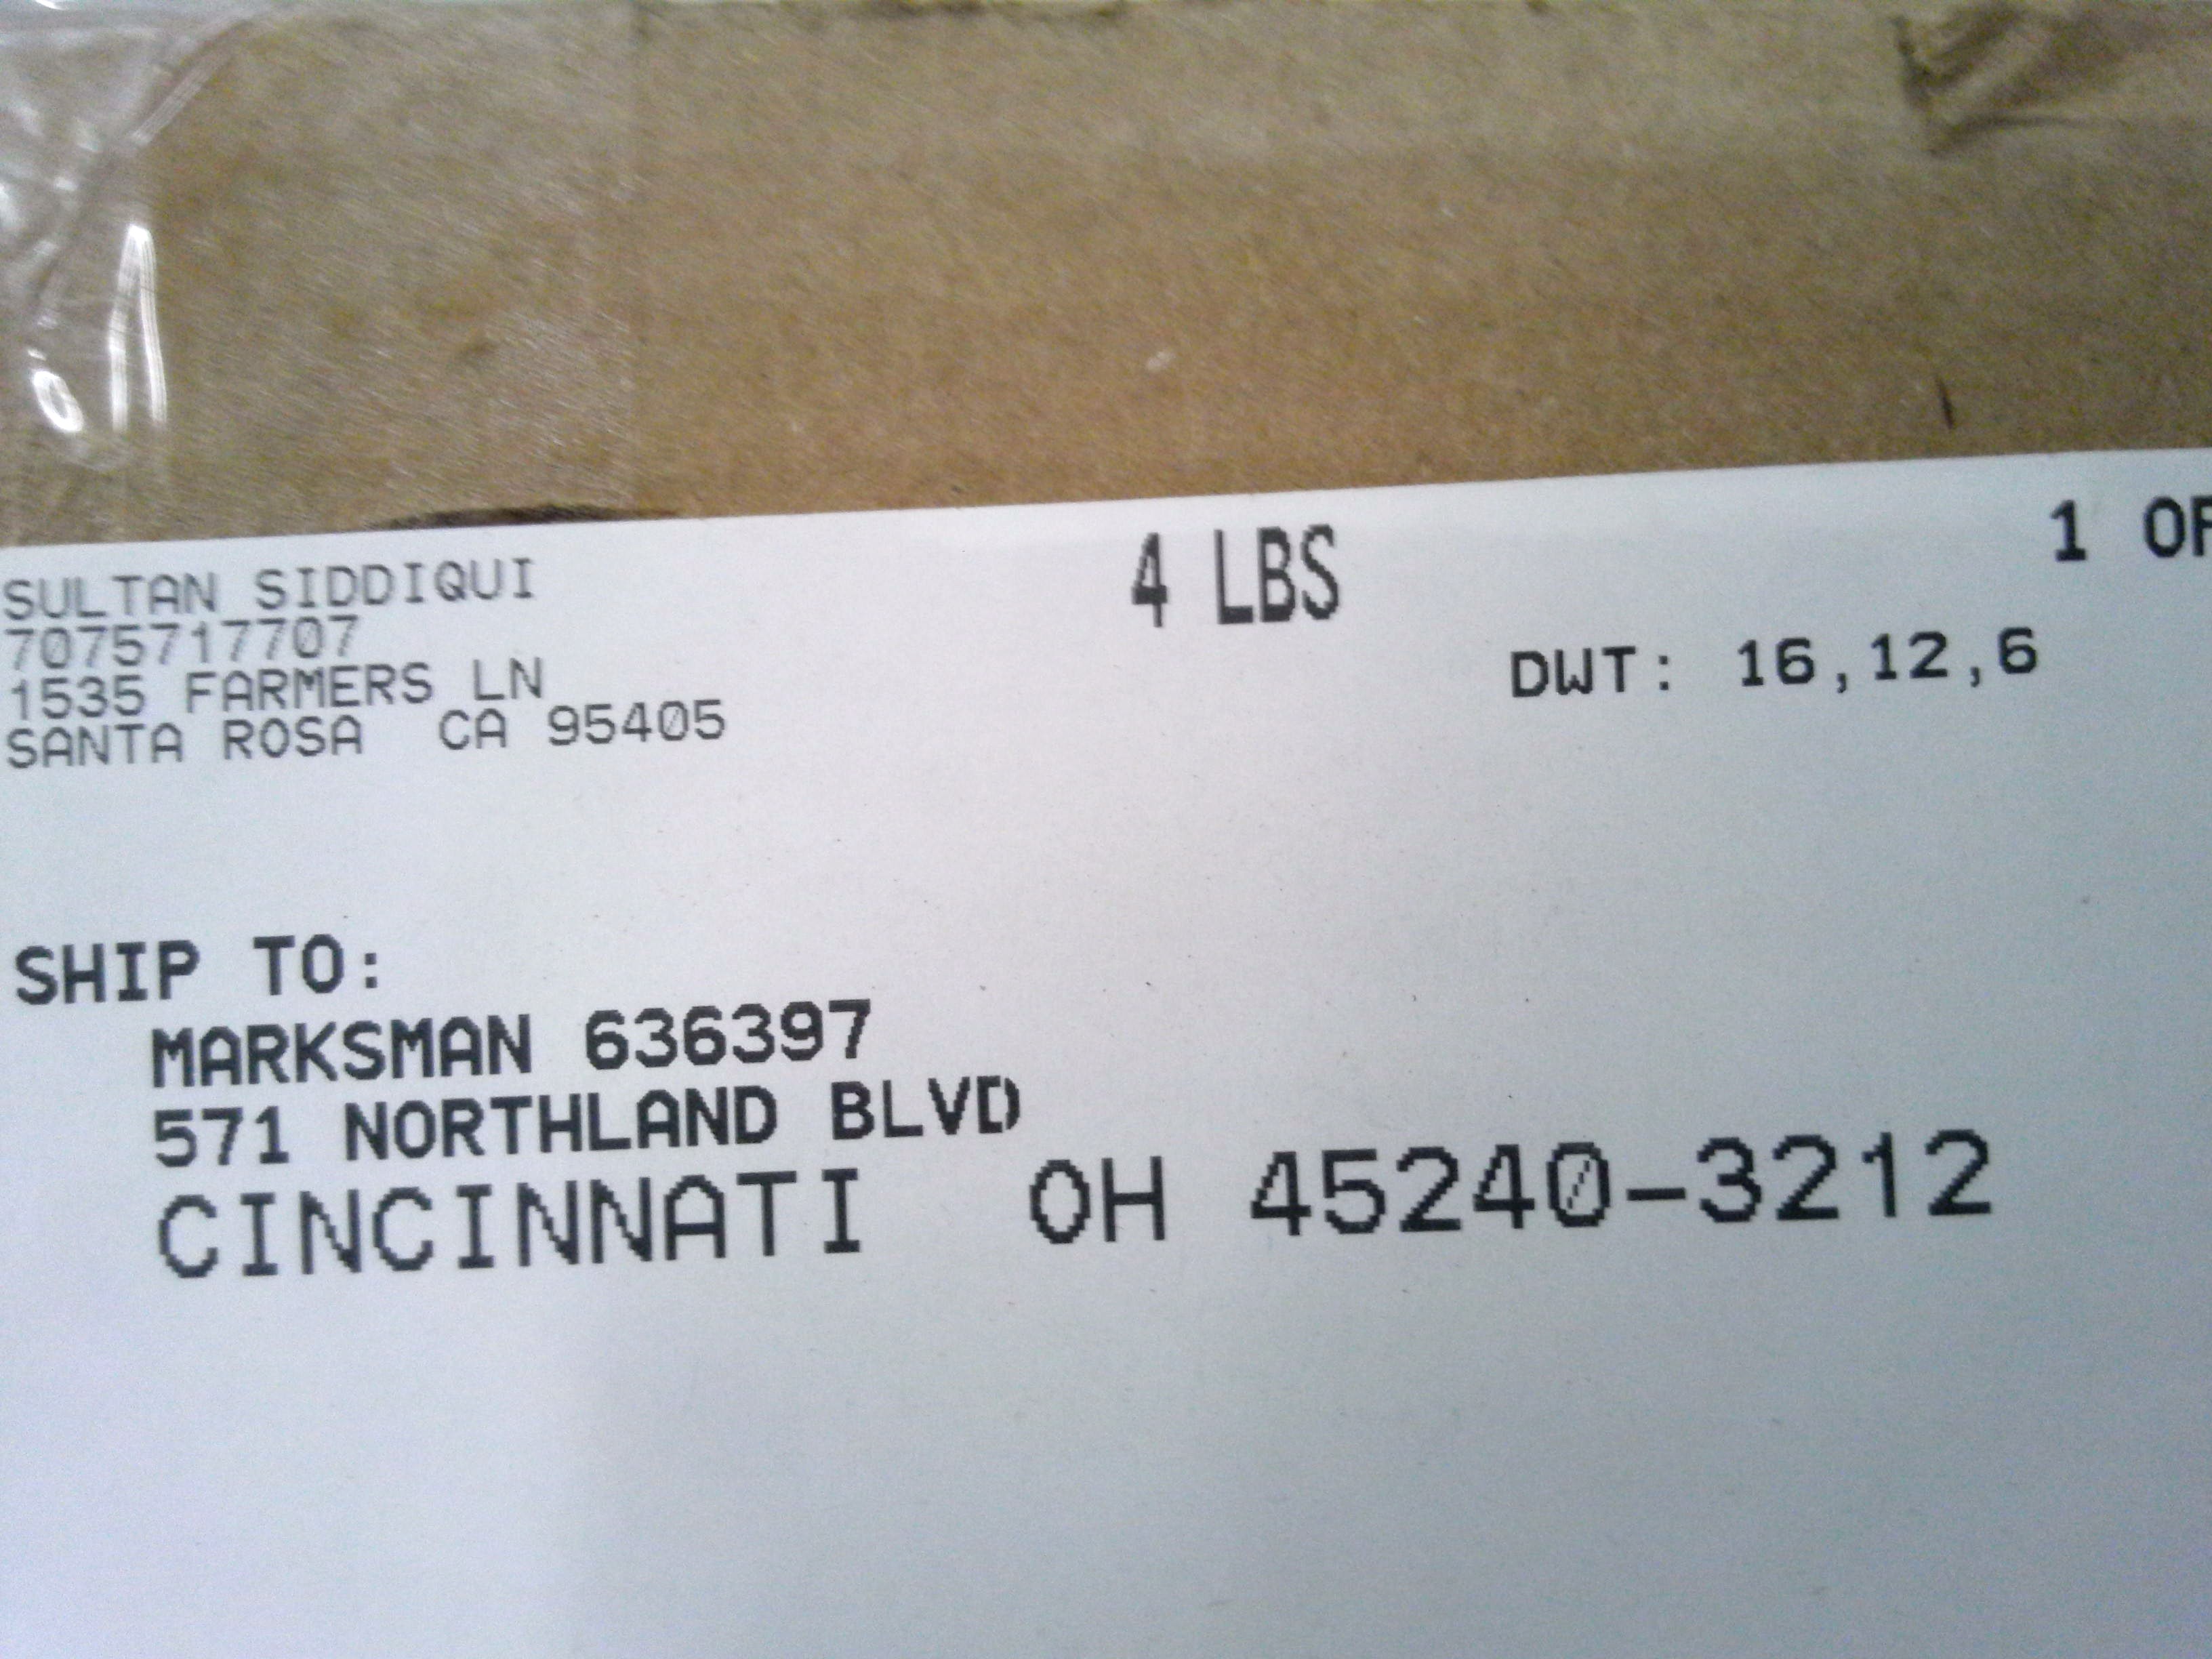 SULTAN SIDDIQUI
7075717707
1535 FARMERS LN
SANTA ROSA CA 95405
4 LBS
1 OF
DWT: 16,12,6
SHIP TO:
MARKSMAN 636397
571 NORTHLAND BLVD
CINCINNATI OH 45240-3212